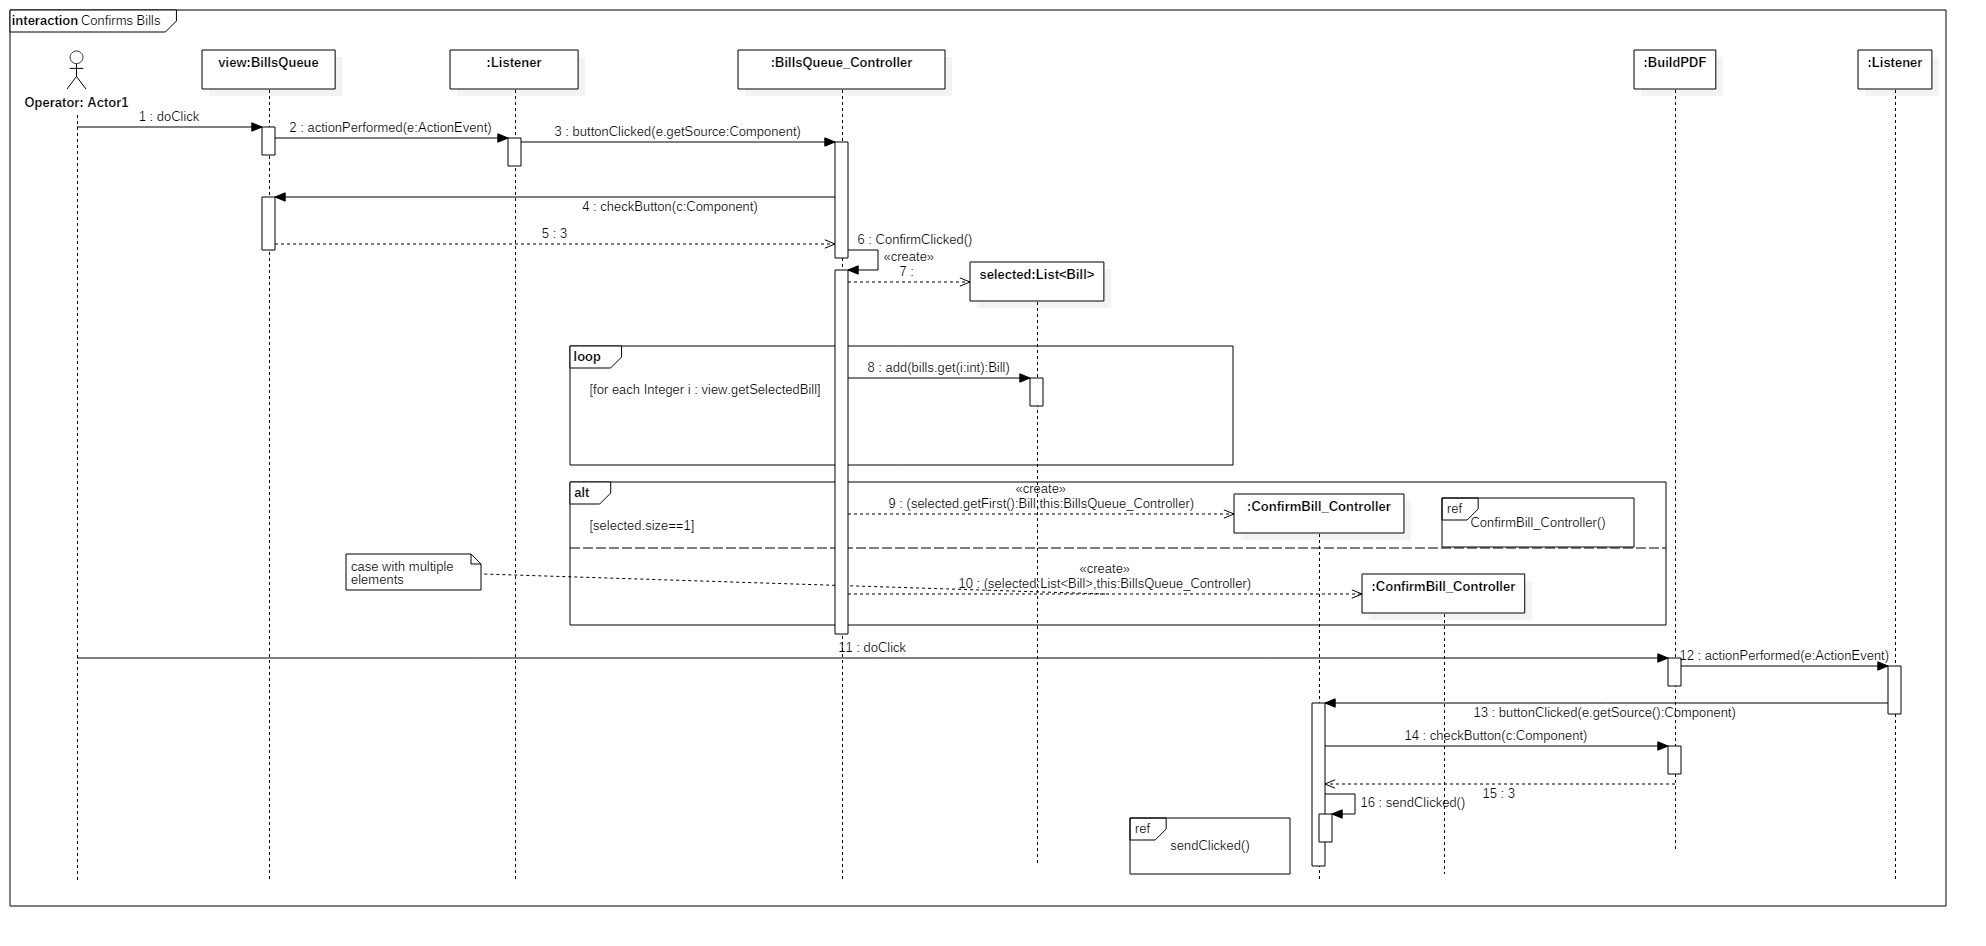 interaction Confirms Bills
Operator: Actor1
view:BillsQueue
:Listener
:BillsQueue_Controller
:BuildPDF
:Listener
1 : doClick
2 : actionPerformed(e:ActionEvent)
3 : buttonClicked(e.getSource:Component)
4 : checkButton(c:Component)
5 : 3
6 : ConfirmClicked()
«create»
7 :
selected:List<Bill>
loop
8 : add(bills.get(i:int):Bill)
[for each Integer i : view.getSelectedBill]
alt
«create»
9 : (selected.getFirst():Bill,this:BillsQueue_Controller)
:ConfirmBill_Controller
ref
ConfirmBill_Controller()
[selected.size==1]
case with multiple
elements
«create»
10 : (selected:List<Bill>,this:BillsQueue_Controller)
:ConfirmBill_Controller
11 : doClick
12 : actionPerformed(e:ActionEvent)
13 : buttonClicked(e.getSource():Component)
14 : checkButton(c:Component)
15 : 3
16 : sendClicked()
ref
sendClicked()